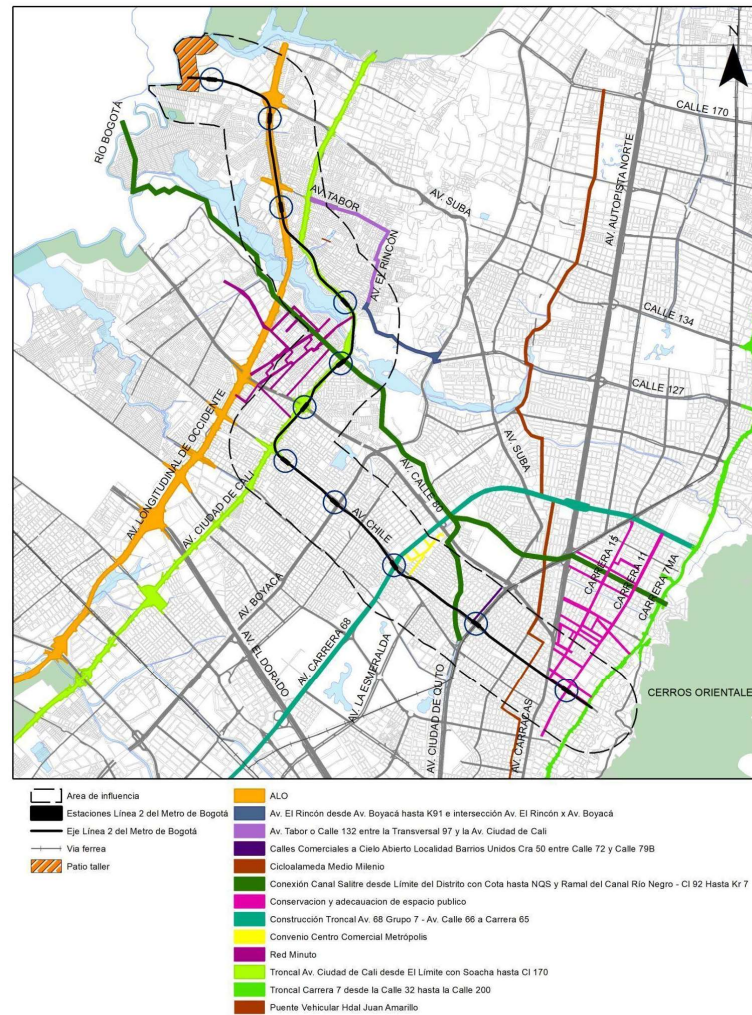 N
CALLE 170
RÍO BOGOTÁ
AV. SUBA
AV. TABOR
AV. AUTOPISTA NORTE
AV. EL RINCÓN
CALLE 134
CALLE 127
AV. LONGITUDINAL DE OCCIDENTE
AV. SUBA
AV. CIUDAD DE CALI
AV. CALLE 80
AV. CHILE
CARRERA 15
CARRERA 11
CARRERA 7MA
AV. BOYACÁ
AV. CARRERA 68
AV. EL DORADO
AV. LA ESMERALDA
AV. CIUDAD DE QUITO
AV. CARRACAS
CERROS ORIENTALE
Area de influencia
Estaciones Línea 2 del Metro de Bogotá
Eje Línea 2 del Metro de Bogotá
Via ferrea
Patio taller
ALO
Av. El Rincón desde Av. Boyacá hasta K91 e intersección Av. El Rincón x Av. Boyacá
Av. Tabor o Calle 132 entre la Transversal 97 y la Av. Ciudad de Cali
Calles Comerciales a Cielo Abierto Localidad Barrios Unidos Cra 50 entre Calle 72 y Calle 79B
Cicloalameda Medio Milenio
Conexión Canal Salitre desde Límite del Distrito con Cota hasta NQS y Ramal del Canal Río Negro - Cl 92 Hasta Kr 7
Conservacion y adecauacion de espacio publico
Construcción Troncal Av. 68 Grupo 7 - Av. Calle 66 a Carrera 65
Convenio Centro Comercial Metrópolis
Red Minuto
Troncal Av. Ciudad de Cali desde El Límite con Soacha hasta Cl 170
Troncal Carrera 7 desde la Calle 32 hasta la Calle 200
Puente Vehicular Hdal Juan Amarillo